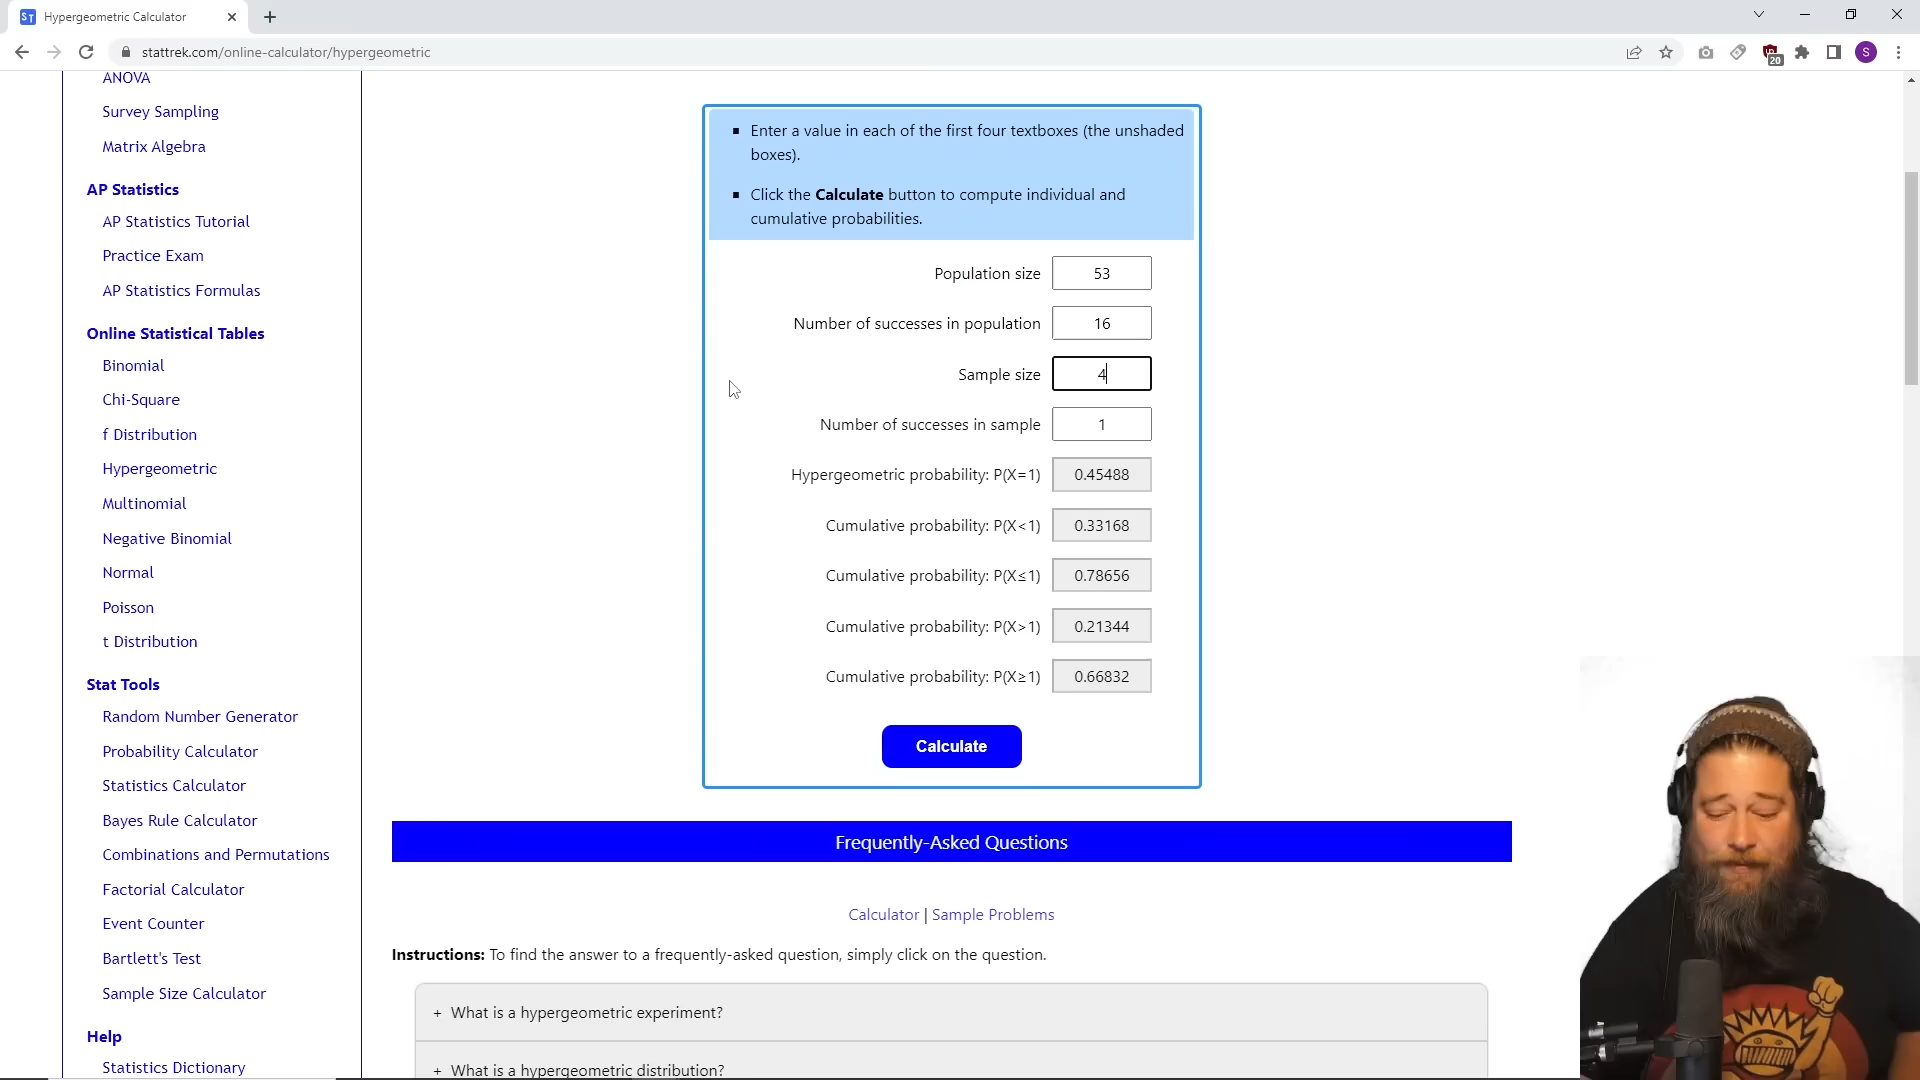 Hypergeometric Calculator
stattrek.com/online-calculator/hypergeometric
20
S
ANOVA
Survey Sampling
Matrix Algebra
AP Statistics
AP Statistics Tutorial
Practice Exam
AP Statistics Formulas
Online Statistical Tables
Binomial
Chi-Square
f Distribution
Hypergeometric
Multinomial
Negative Binomial
Normal
Poisson
t Distribution
Stat Tools
Random Number Generator
Probability Calculator
Statistics Calculator
Bayes Rule Calculator
Combinations and Permutations
Factorial Calculator
Event Counter
Bartlett's Test
Sample Size Calculator
Help
Statistics Dictionary
Enter a value in each of the first four textboxes (the unshaded
boxes).
Click the Calculate button to compute individual and
cumulative probabilities.
Population size 53
Number of successes in population 16
Sample size 4
Number of successes in sample 1
Hypergeometric probability: P(X=1) 0.45488
Cumulative probability: P(X<1) 0.33168
Cumulative probability: P(X≤1) 0.78656
Cumulative probability: P(X>1) 0.21344
Cumulative probability: P(X≥1) 0.66832
Calculate
Frequently-Asked Questions
Calculator | Sample Problems
Instructions: To find the answer to a frequently-asked question, simply click on the question.
+ What is a hypergeometric experiment?
+ What is a hypergeometric distribution?